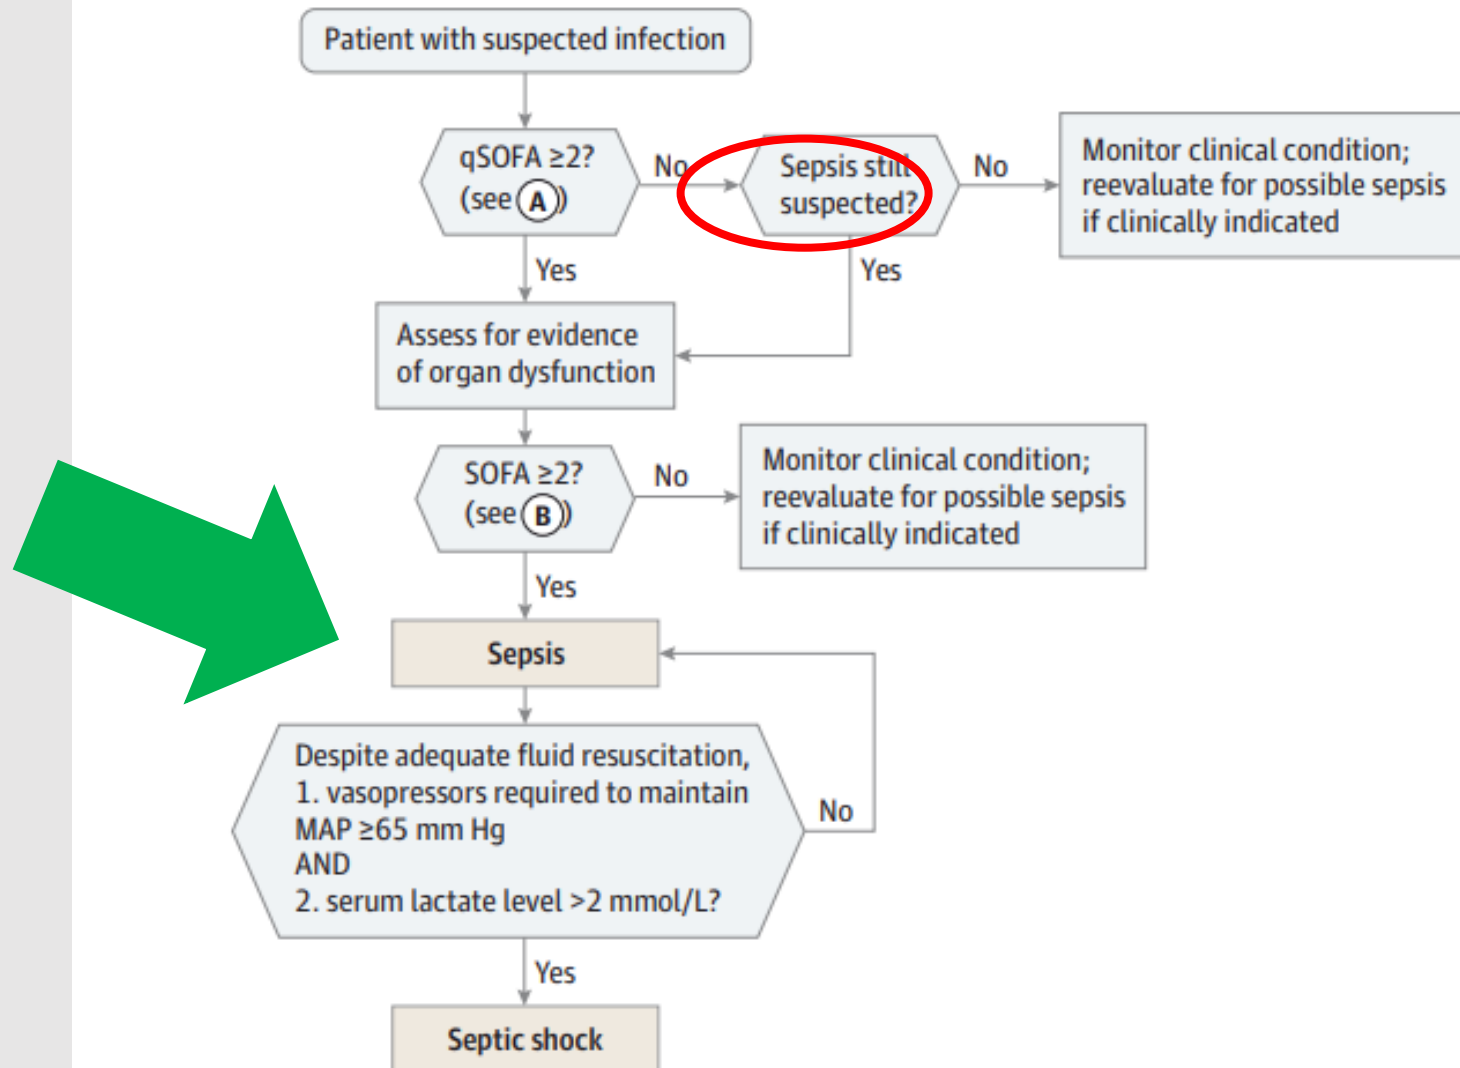 Patient with suspected infection
qSOFA ≥2?
(see A)
No
Sepsis still
suspected?
No
Monitor clinical condition;
reevaluate for possible sepsis
if clinically indicated
Yes
Yes
Assess for evidence
of organ dysfunction
SOFA ≥2?
(see B)
No
Monitor clinical condition;
reevaluate for possible sepsis
if clinically indicated
Yes
Sepsis
Despite adequate fluid resuscitation,
1. vasopressors required to maintain
MAP ≥65 mm Hg
AND
2. serum lactate level >2 mmol/L?
No
Yes
Septic shock